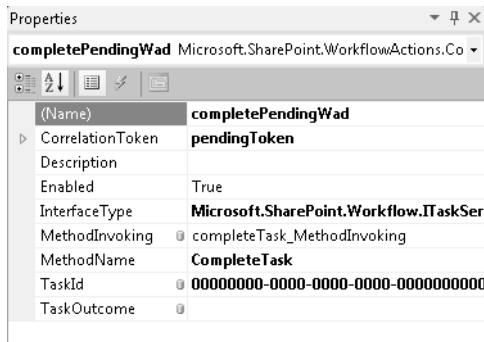 Properties
completePendingWad Microsoft.SharePoint.WorkflowActions.Co
(Name) completePendingWad
CorrelationToken pendingToken
Description
Enabled True
InterfaceType Microsoft.SharePoint.Workflow.ITaskSer
MethodInvoking completeTask_MethodInvoking
MethodName CompleteTask
TaskId 00000000-0000-0000-0000-0000000000
TaskOutcome